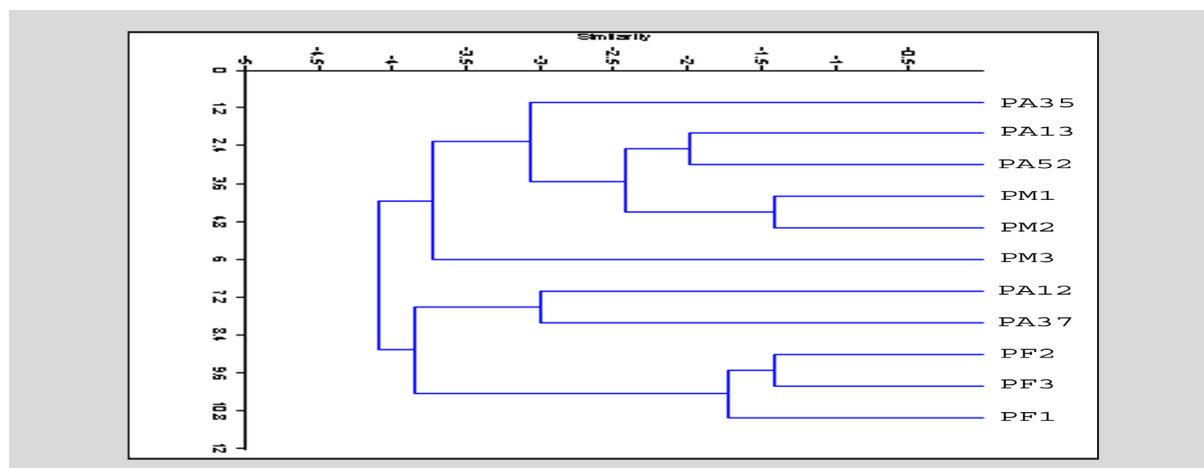 Similarity
-5 -4.5 -4 -3.5 -3 -2.5 -2 -1.5 -1 -0.5
0
1.2
PA35
2.4
PA13
PA52
3.6
PM1
4.8
PM2
6
PM3
7.2
PA12
8.4
PA37
PF2
9.6
PF3
10.8
PF1
12